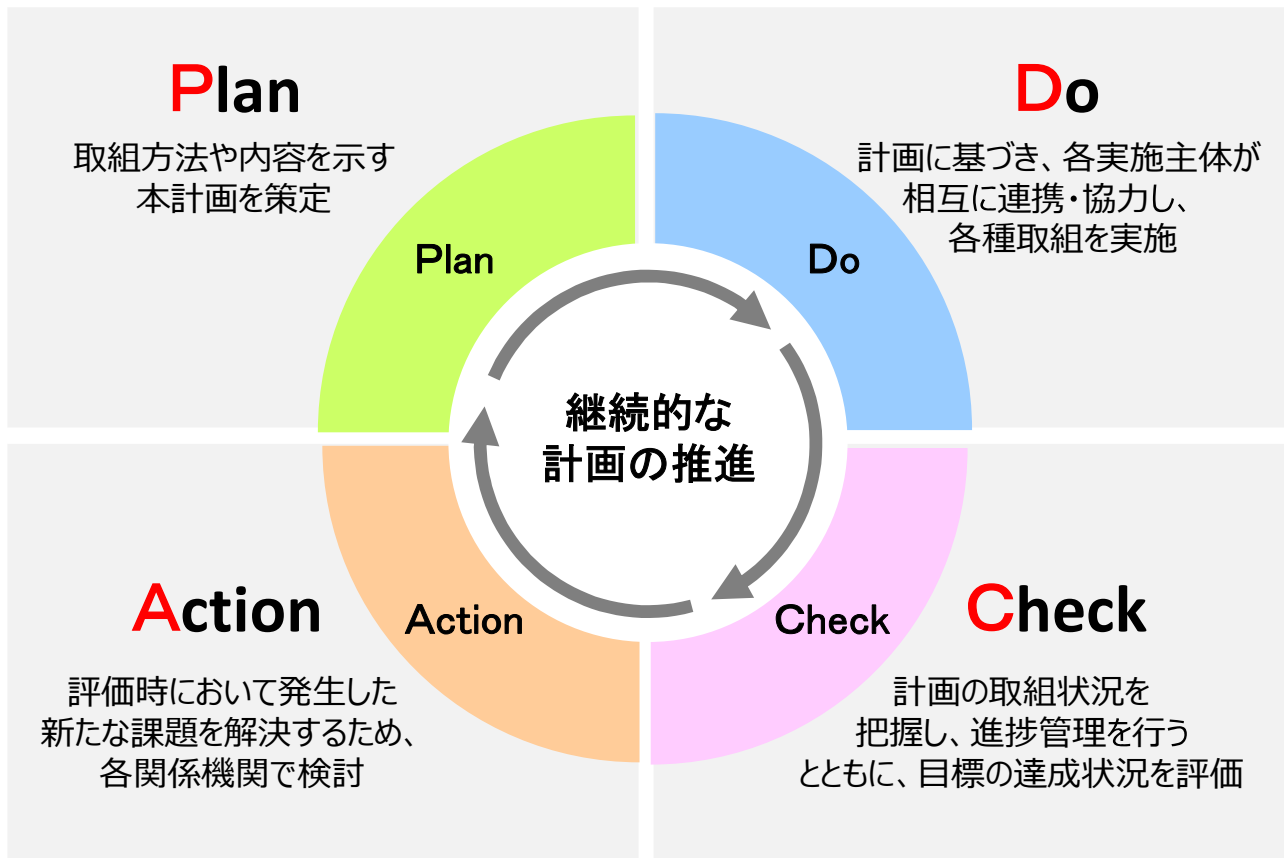 Plan
取組方法や内容を示す
本計画を策定
Do
計画に基づき、各実施主体が
相互に連携・協力し、
各種取組を実施
Plan
Do
継続的な
計画の推進
Action
Check
Action
評価時において発生した
新たな課題を解決するため、
各関係機関で検討
Check
計画の取組状況を
把握し、進捗管理を行う
とともに、目標の達成状況を評価